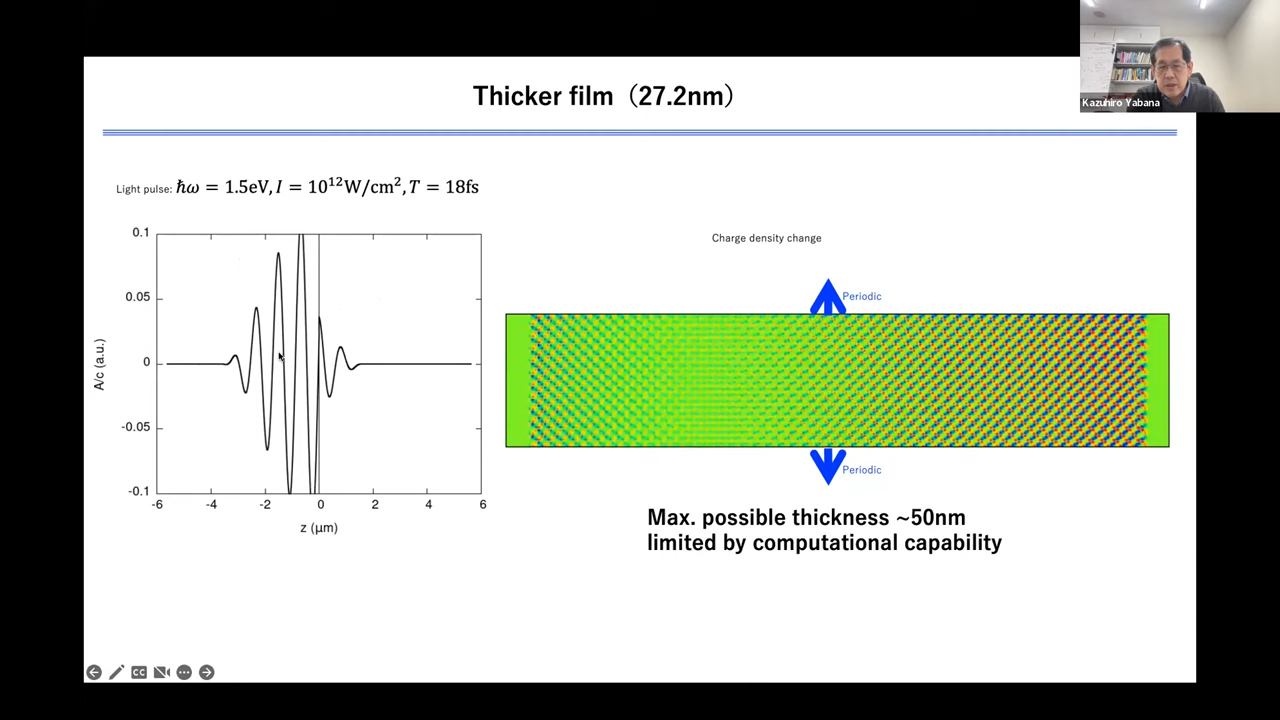 Kazuhiro Yabana
Thicker film（27.2nm）
Light pulse: ℏω = 1.5eV, I = 10¹²W/cm², T = 18fs
Charge density change
0.1
0.05
0
-0.05
-0.1
A/c (a.u.)
-6 -4 -2 0 2 4 6
z (μm)
Periodic
Periodic
Max. possible thickness ~50nm
limited by computational capability
CC